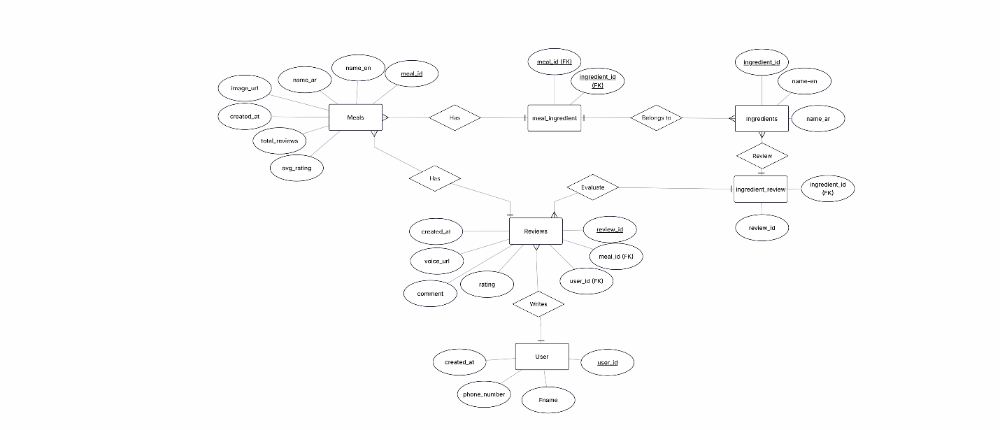 name_en
meal_id
name_ar
image_url
created_at
total_reviews
avg_rating
Meals
Has
meal_id (FK)
ingredient_id
(FK)
meal_ingredient
Belongs to
ingredient_id
name-en
name_ar
Ingredients
Review
ingredient_review
ingredient_id
(FK)
review_id
Has
Evaluate
Reviews
created_at
voice_url
comment
rating
review_id
meal_id (FK)
user_id (FK)
Writes
User
created_at
user_id
phone_number
Fname